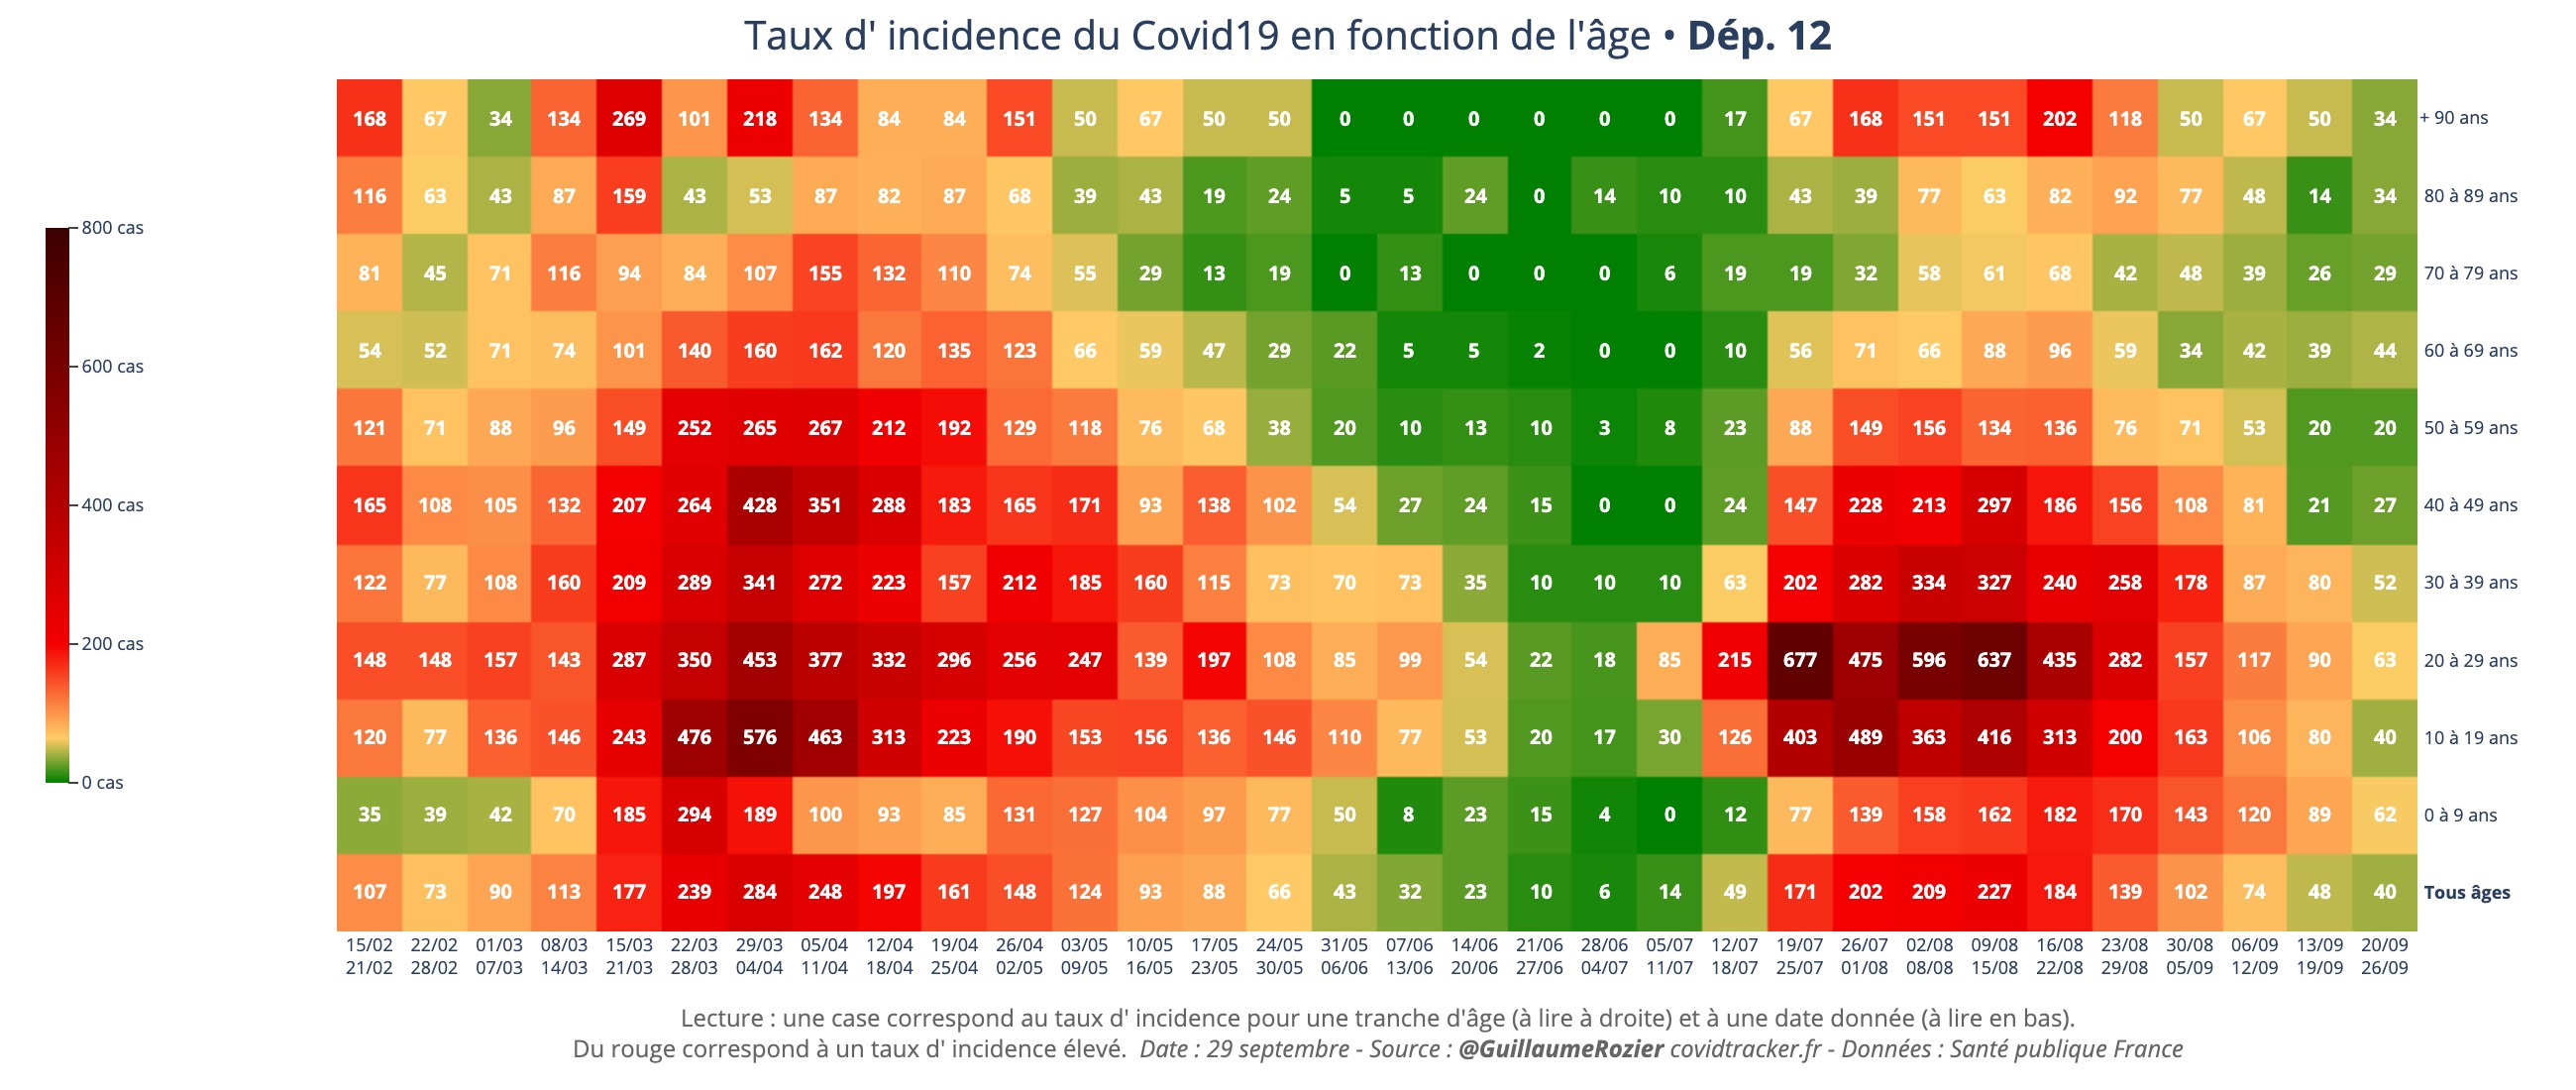 Taux d' incidence du Covid19 en fonction de l'âge • Dép. 12
168 67 34 134 269 101 218 134 84 84 151 50 67 50 50 0 0 0 0 0 0 17 67 168 151 151 202 118 50 67 50 34 + 90 ans
116 63 43 87 159 43 53 87 82 87 68 39 43 19 24 5 5 24 0 14 10 10 43 39 77 63 82 92 77 48 14 34 80 à 89 ans
800 cas
81 45 71 116 94 84 107 155 132 110 74 55 29 13 19 0 13 0 0 0 6 19 19 32 58 61 68 42 48 39 26 29 70 à 79 ans
54 52 71 74 101 140 160 162 120 135 123 66 59 47 29 22 5 5 2 0 0 10 56 71 66 88 96 59 34 42 39 44 60 à 69 ans
600 cas
121 71 88 96 149 252 265 267 212 192 129 118 76 68 38 20 10 13 10 3 8 23 88 149 156 134 136 76 71 53 20 20 50 à 59 ans
400 cas
165 108 105 132 207 264 428 351 288 183 165 171 93 138 102 54 27 24 15 0 0 24 147 228 213 297 186 156 108 81 21 27 40 à 49 ans
122 77 108 160 209 289 341 272 223 157 212 185 160 115 73 70 73 35 10 10 10 63 202 282 334 327 240 258 178 87 80 52 30 à 39 ans
200 cas
148 148 157 143 287 350 453 377 332 296 256 247 139 197 108 85 99 54 22 18 85 215 677 475 596 637 435 282 157 117 90 63 20 à 29 ans
120 77 136 146 243 476 576 463 313 223 190 153 156 136 146 110 77 53 20 17 30 126 403 489 363 416 313 200 163 106 80 40 10 à 19 ans
0 cas
35 39 42 70 185 294 189 100 93 85 131 127 104 97 77 50 8 23 15 4 0 12 77 139 158 162 182 170 143 120 89 62 0 à 9 ans
107 73 90 113 177 239 284 248 197 161 148 124 93 88 66 43 32 23 10 6 14 49 171 202 209 227 184 139 102 74 48 40 Tous âges
15/02 22/02 01/03 08/03 15/03 22/03 29/03 05/04 12/04 19/04 26/04 03/05 10/05 17/05 24/05 31/05 07/06 14/06 21/06 28/06 05/07 12/07 19/07 26/07 02/08 09/08 16/08 23/08 30/08 06/09 13/09 20/09
21/02 28/02 07/03 14/03 21/03 28/03 04/04 11/04 18/04 25/04 02/05 09/05 16/05 23/05 30/05 06/06 13/06 20/06 27/06 04/07 11/07 18/07 25/07 01/08 08/08 15/08 22/08 29/08 05/09 12/09 19/09 26/09
Lecture : une case correspond au taux d' incidence pour une tranche d'âge (à lire à droite) et à une date donnée (à lire en bas).
Du rouge correspond à un taux d' incidence élevé. Date : 29 septembre - Source : @GuillaumeRozier covidtracker.fr - Données : Santé publique France